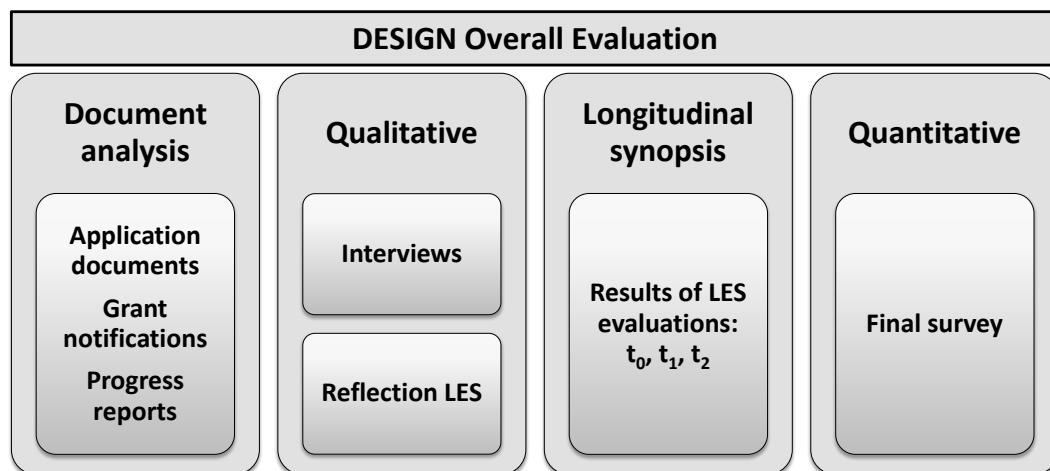 DESIGN Overall Evaluation
Document
analysis
Application
documents
Grant
notifications
Progress
reports
Qualitative
Interviews
Reflection LES
Longitudinal
synopsis
Results of LES
evaluations:
t₀, t₁, t₂
Quantitative
Final survey